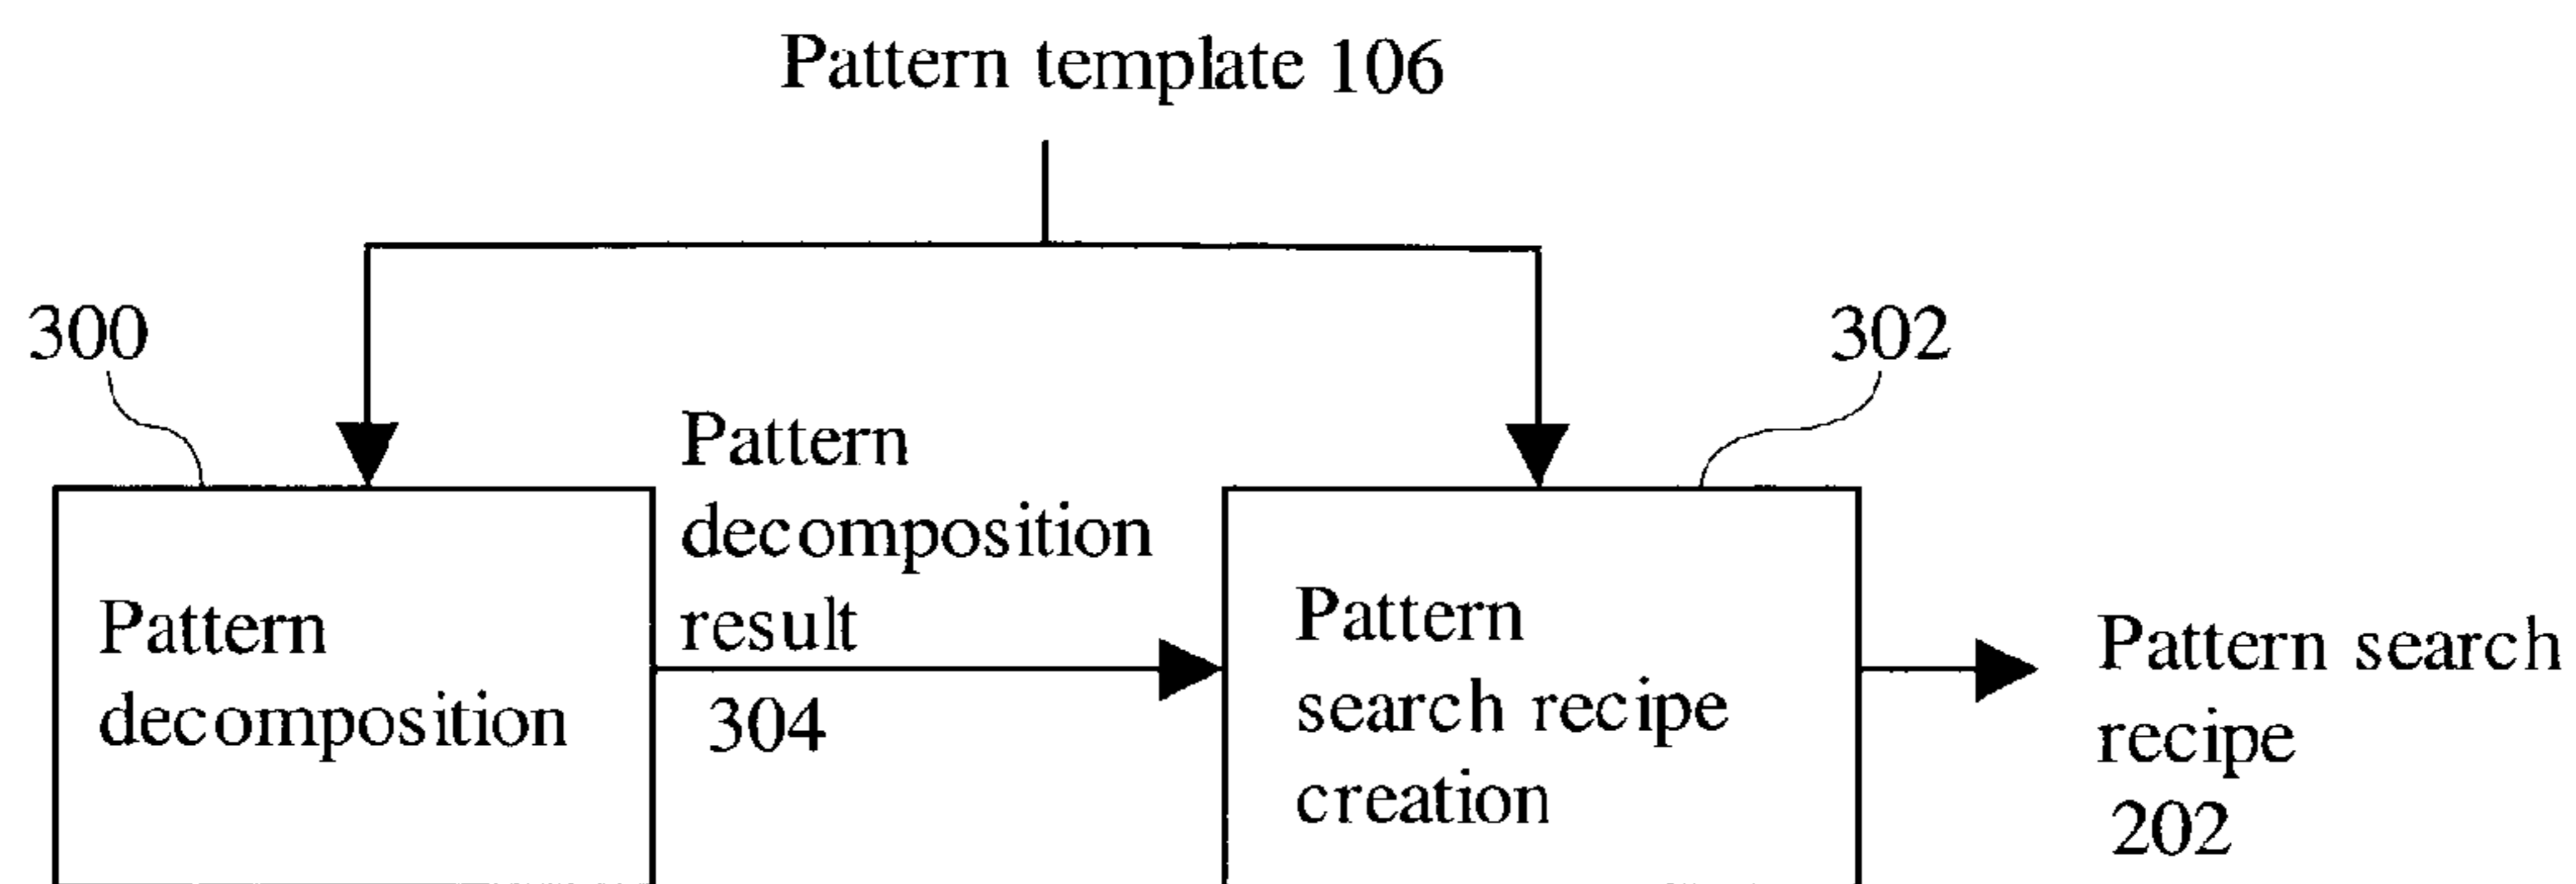 Pattern template 106
300
302
Pattern
decomposition
result
304
Pattern
decomposition
Pattern
search recipe
creation
Pattern search
recipe
202